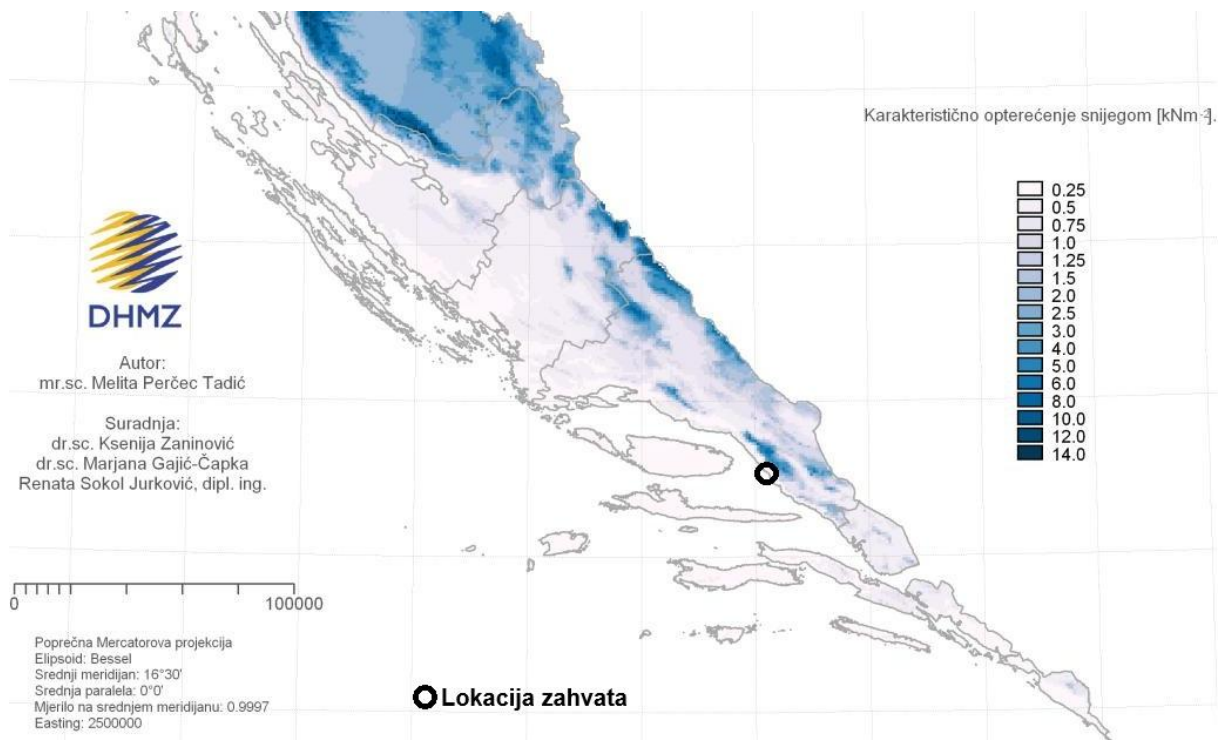 Karakteristično opterećenje snijegom [kNm-2].
0.25
0.5
0.75
1.0
1.25
1.5
2.0
2.5
3.0
4.0
5.0
6.0
8.0
10.0
12.0
14.0
DHMZ
Autor:
mr.sc. Melita Perčec Tadić
Suradnja:
dr.sc. Ksenija Zaninović
dr.sc. Marjana Gajić-Čapka
Renata Sokol Jurković, dipl. ing.
0 100000
Poprečna Mercatorova projekcija
Elipsoid: Bessel
Srednji meridijan: 16°30'
Srednja paralela: 0°0'
Mjerilo na srednjem meridijanu: 0.9997
Easting: 2500000
Lokacija zahvata